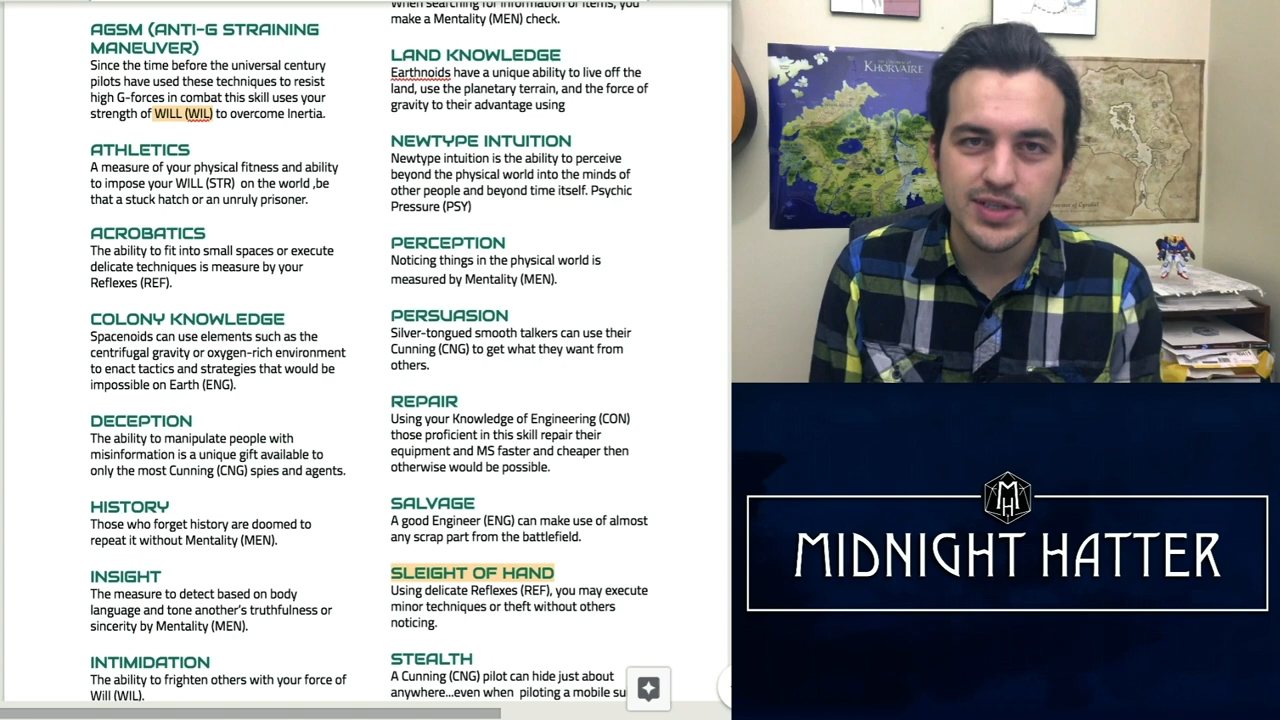 AGSM (ANTI-G STRAINING
MANEUVER)
Since the time before the universal century
pilots have used these techniques to resist
high G-forces in combat this skill uses your
strength of WILL (WIL) to overcome Inertia.
ATHLETICS
A measure of your physical fitness and ability
to impose your WILL (STR) on the world ,be
that a stuck hatch or an unruly prisoner.
ACROBATICS
The ability to fit into small spaces or execute
delicate techniques is measure by your
Reflexes (REF).
COLONY KNOWLEDGE
Spacenoids can use elements such as the
centrifugal gravity or oxygen-rich environment
to enact tactics and strategies that would be
impossible on Earth (ENG).
DECEPTION
The ability to manipulate people with
misinformation is a unique gift available to
only the most Cunning (CNG) spies and agents.
HISTORY
Those who forget history are doomed to
repeat it without Mentality (MEN).
INSIGHT
The measure to detect based on body
language and tone another's truthfulness or
sincerity by Mentality (MEN).
INTIMIDATION
The ability to frighten others with your force of
Will (WIL).
When searching for information or items, you
make a Mentality (MEN) check.
LAND KNOWLEDGE
Earthnoids have a unique ability to live off the
land, use the planetary terrain, and the force of
gravity to their advantage using
NEWTYPE INTUITION
Newtype intuition is the ability to perceive
beyond the physical world into the minds of
other people and beyond time itself. Psychic
Pressure (PSY)
PERCEPTION
Noticing things in the physical world is
measured by Mentality (MEN).
PERSUASION
Silver-tongued smooth talkers can use their
Cunning (CNG) to get what they want from
others.
REPAIR
Using your Knowledge of Engineering (CON)
those proficient in this skill repair their
equipment and MS faster and cheaper then
otherwise would be possible.
SALVAGE
A good Engineer (ENG) can make use of almost
any scrap part from the battlefield.
SLEIGHT OF HAND
Using delicate Reflexes (REF), you may execute
minor techniques or theft without others
noticing.
STEALTH
A Cunning (CNG) pilot can hide just about
anywhere...even when piloting a mobile su
KHORVAIRE
MH
MIDNIGHT HATTER